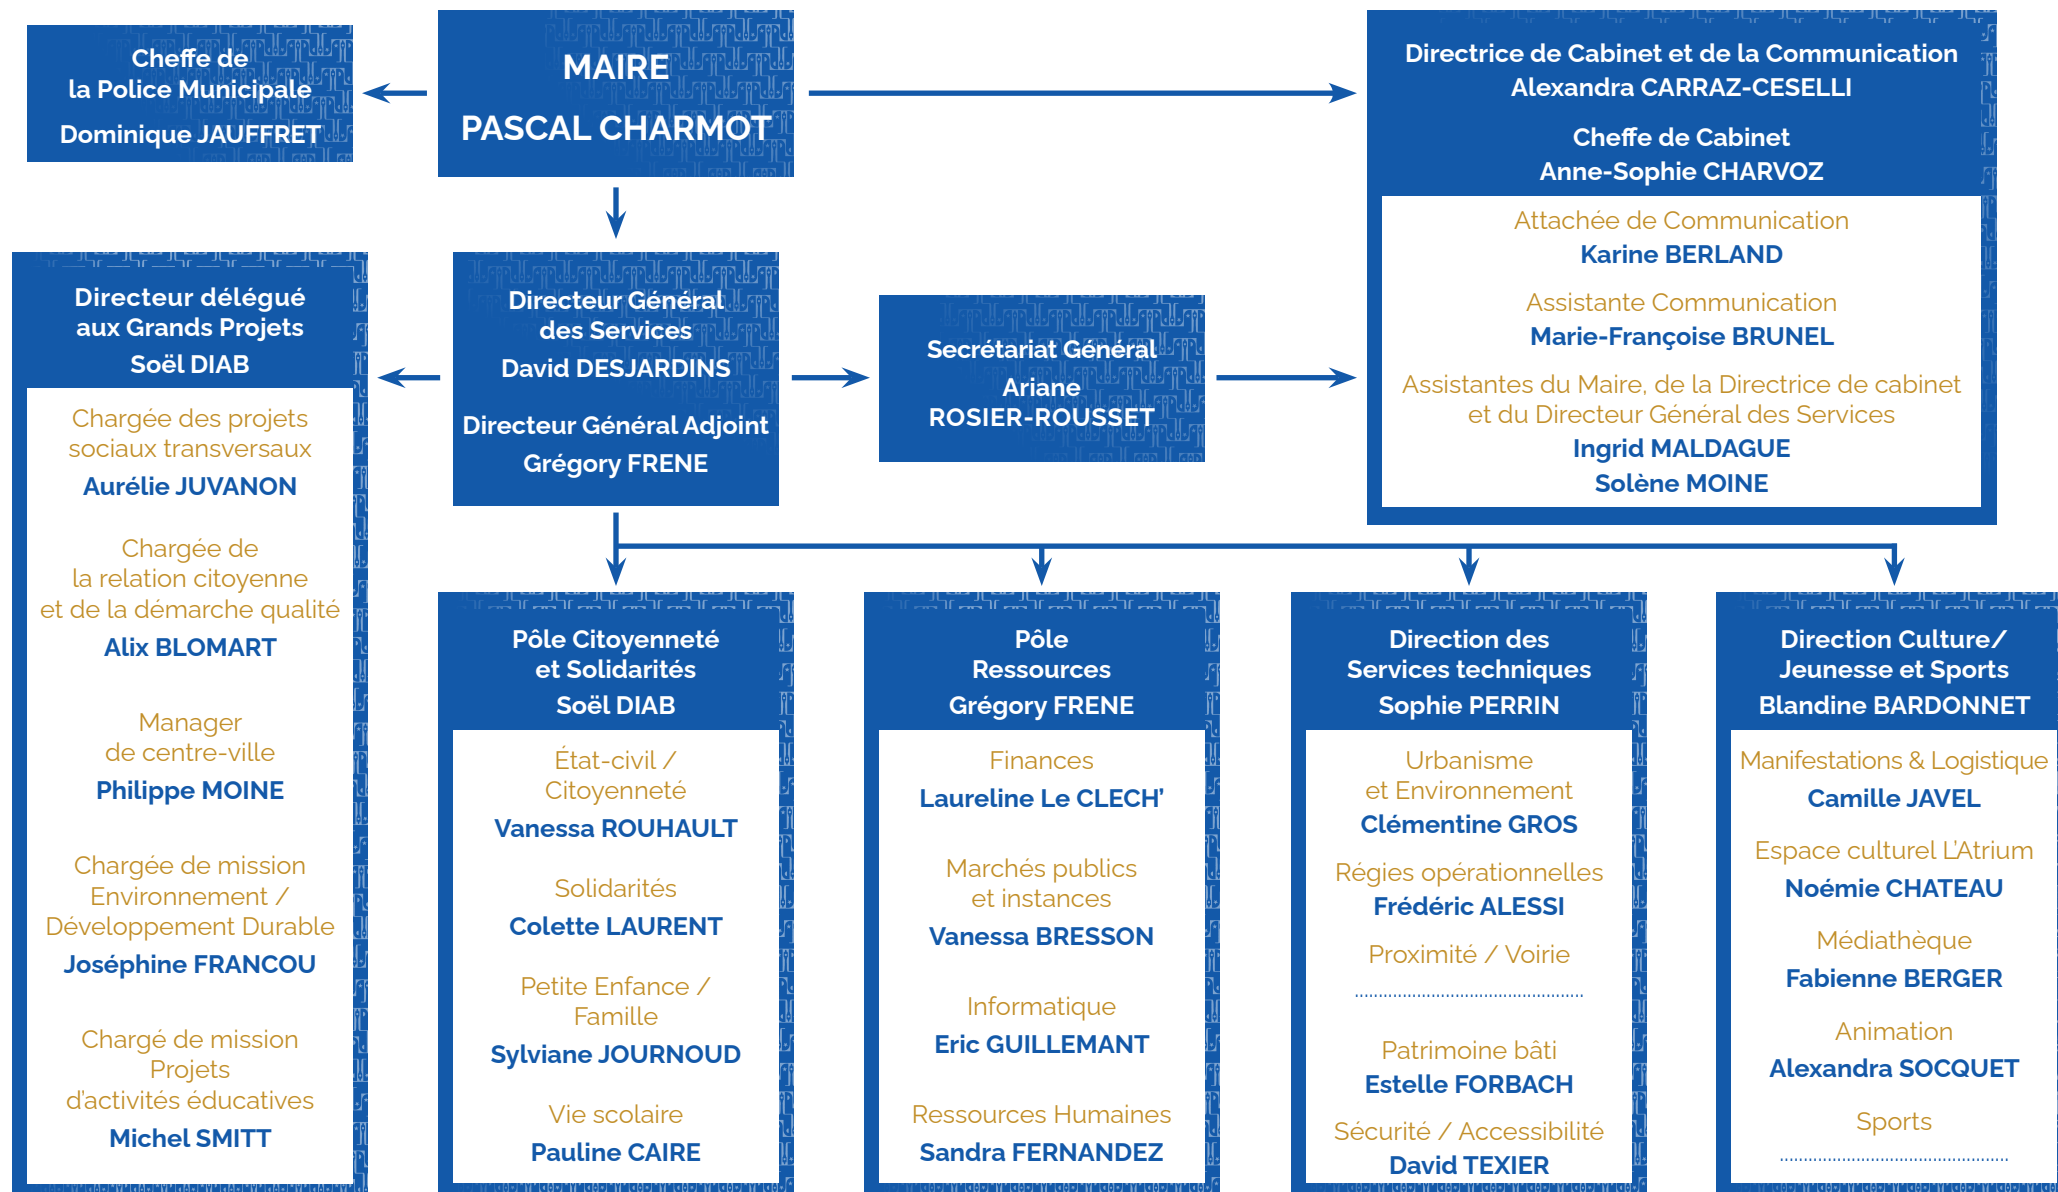 Cheffe de
la Police Municipale
Dominique JAUFFRET
MAIRE
PASCAL CHARMOT
Directrice de Cabinet et de la Communication
Alexandra CARRAZ-CESELLI
Cheffe de Cabinet
Anne-Sophie CHARVOZ
Attachée de Communication
Karine BERLAND
Assistante Communication
Marie-Françoise BRUNEL
Assistantes du Maire, de la Directrice de cabinet
et du Directeur Général des Services
Ingrid MALDAGUE
Solène MOINE
Directeur délégué
aux Grands Projets
Soël DIAB
Chargée des projets
sociaux transversaux
Aurélie JUVANON
Chargée de
la relation citoyenne
et de la démarche qualité
Alix BLOMART
Manager
de centre-ville
Philippe MOINE
Chargée de mission
Environnement /
Développement Durable
Joséphine FRANCOU
Chargé de mission
Projets
d'activités éducatives
Michel SMITT
Directeur Général
des Services
David DESJARDINS
Directeur Général Adjoint
Grégory FRENE
Secrétariat Général
Ariane
ROSIER-ROUSSET
Pôle Citoyenneté
et Solidarités
Soël DIAB
État-civil /
Citoyenneté
Vanessa ROUHAULT
Solidarités
Colette LAURENT
Petite Enfance /
Famille
Sylviane JOURNOUD
Vie scolaire
Pauline CAIRE
Pôle
Ressources
Grégory FRENE
Finances
Laureline Le CLECH'
Marchés publics
et instances
Vanessa BRESSON
Informatique
Eric GUILLEMANT
Ressources Humaines
Sandra FERNANDEZ
Direction des
Services techniques
Sophie PERRIN
Urbanisme
et Environnement
Clémentine GROS
Régies opérationnelles
Frédéric ALESSI
Proximité / Voirie
Patrimoine bâti
Estelle FORBACH
Sécurité / Accessibilité
David TEXIER
Direction Culture/
Jeunesse et Sports
Blandine BARDONNET
Manifestations & Logistique
Camille JAVEL
Espace culturel L'Atrium
Noémie CHATEAU
Médiathèque
Fabienne BERGER
Animation
Alexandra SOCQUET
Sports